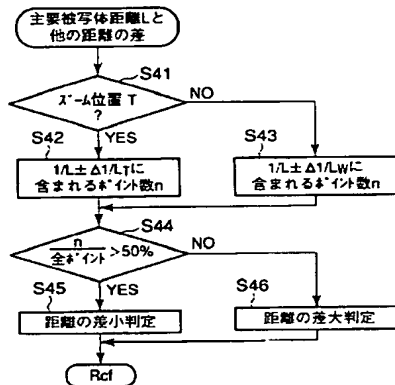 主要被写体距離Lと
他の距離の差
S41
ズーム位置 T
?
NO
YES
S42
1/L±Δ1/LTに
含まれるポイント数n
S43
1/L±Δ1/LWに
含まれるポイント数n
S44
n/全ポイント>50%
NO
YES
S45
距離の差小判定
S46
距離の差大判定
Rcf